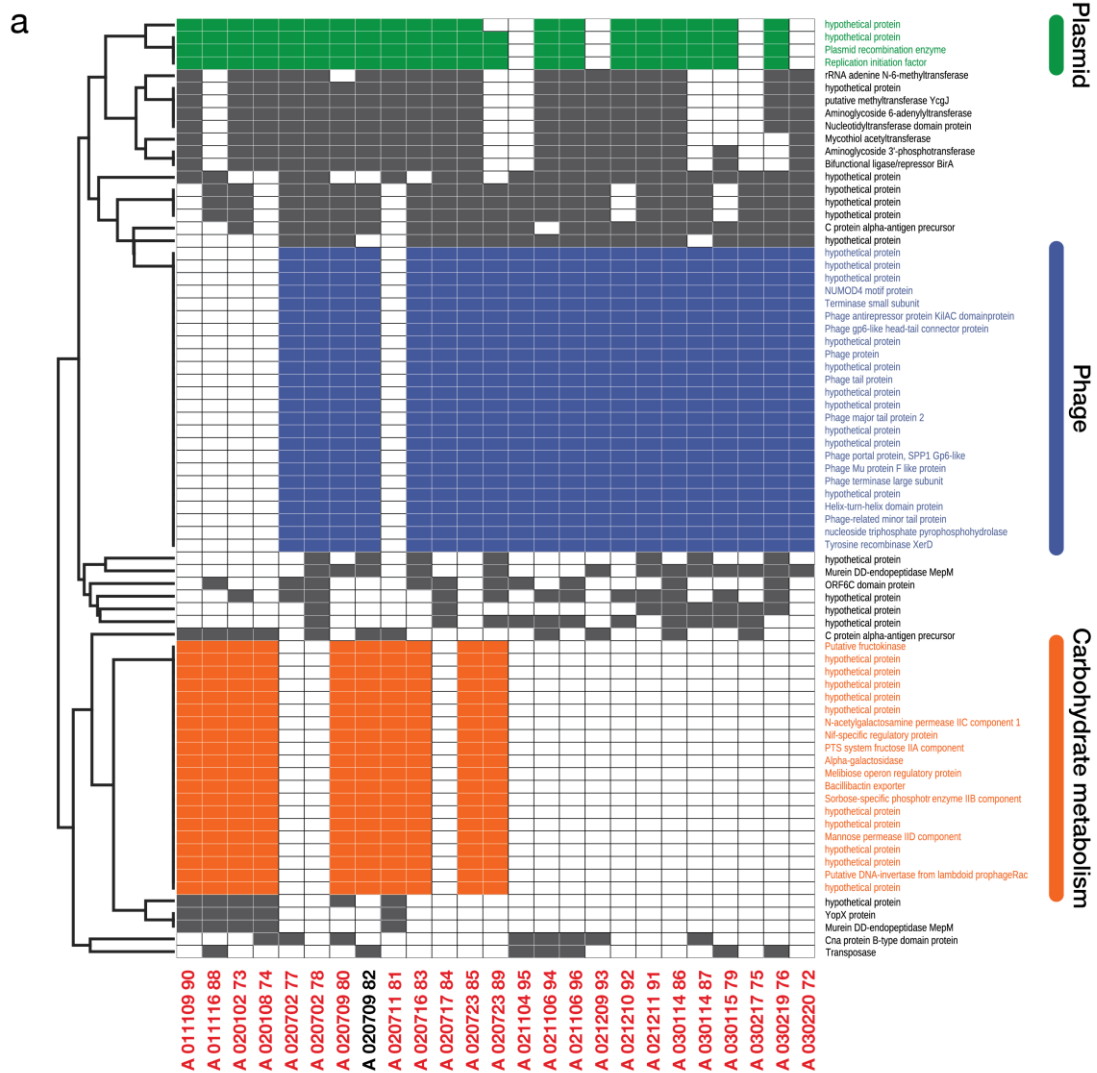 a
hypothetical protein
hypothetical protein
Plasmid recombination enzyme
Replication initiation factor
rRNA adenine N-6-methyltransferase
hypothetical protein
putative methyltransferase YcgJ
Aminoglycoside 6-adenylyltransferase
Nucleotidyltransferase domain protein
Mycothiol acetyltransferase
Aminoglycoside 3'-phosphotransferase
Bifunctional ligase/repressor BirA
hypothetical protein
hypothetical protein
hypothetical protein
hypothetical protein
C protein alpha-antigen precursor
hypothetical protein
hypothetical protein
hypothetical protein
hypothetical protein
NUMOD4 motif protein
Terminase small subunit
Phage antirepressor protein KilAC domainprotein
Phage gp6-like head-tail connector protein
hypothetical protein
Phage protein
hypothetical protein
Phage tail protein
hypothetical protein
hypothetical protein
Phage major tail protein 2
hypothetical protein
hypothetical protein
Phage portal protein, SPP1 Gp6-like
Phage Mu protein F like protein
Phage terminase large subunit
hypothetical protein
Helix-turn-helix domain protein
Phage-related minor tail protein
nucleoside triphosphate pyrophosphohydrolase
Tyrosine recombinase XerD
hypothetical protein
Murein DD-endopeptidase MepM
ORF6C domain protein
hypothetical protein
hypothetical protein
hypothetical protein
C protein alpha-antigen precursor
Putative fructokinase
hypothetical protein
hypothetical protein
hypothetical protein
hypothetical protein
hypothetical protein
N-acetylgalactosamine permease IIC component 1
Nif-specific regulatory protein
PTS system fructose IIA component
Alpha-galactosidase
Melibiose operon regulatory protein
Bacillibactin exporter
Sorbose-specific phosphotr enzyme IIB component
hypothetical protein
hypothetical protein
Mannose permease IID component
hypothetical protein
hypothetical protein
Putative DNA-invertase from lambdoid prophageRac
hypothetical protein
hypothetical protein
YopX protein
Murein DD-endopeptidase MepM
Cna protein B-type domain protein
Transposase
Plasmid
Phage
Carbohydrate metabolism
A 011109 90
A 011116 88
A 020102 73
A 020108 74
A 020702 77
A 020702 78
A 020709 80
A 020709 82
A 020711 81
A 020716 83
A 020717 84
A 020723 85
A 020723 89
A 021104 95
A 021106 94
A 021106 96
A 021209 93
A 021210 92
A 021211 91
A 030114 86
A 030114 87
A 030115 79
A 030217 75
A 030219 76
A 030220 72